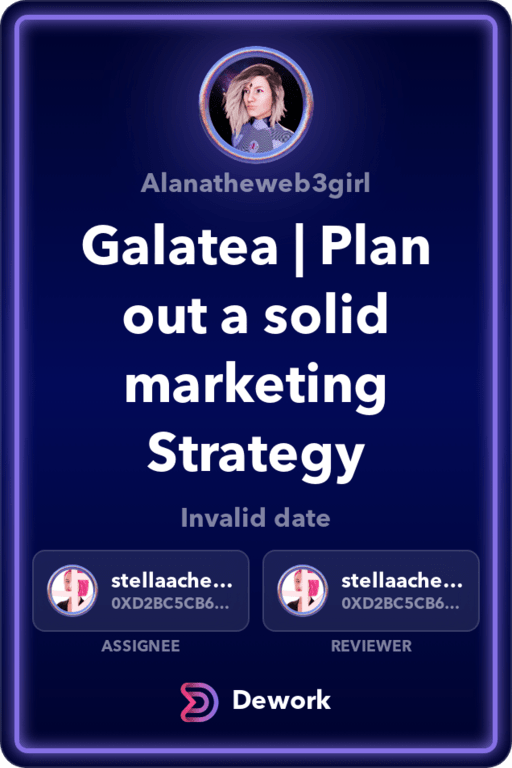 Alanatheweb3girl
Galatea | Plan
out a solid
marketing
Strategy
Invalid date
stellaache...
0XD2BC5CB6...
ASSIGNEE
stellaache...
0XD2BC5CB6...
REVIEWER
Dework